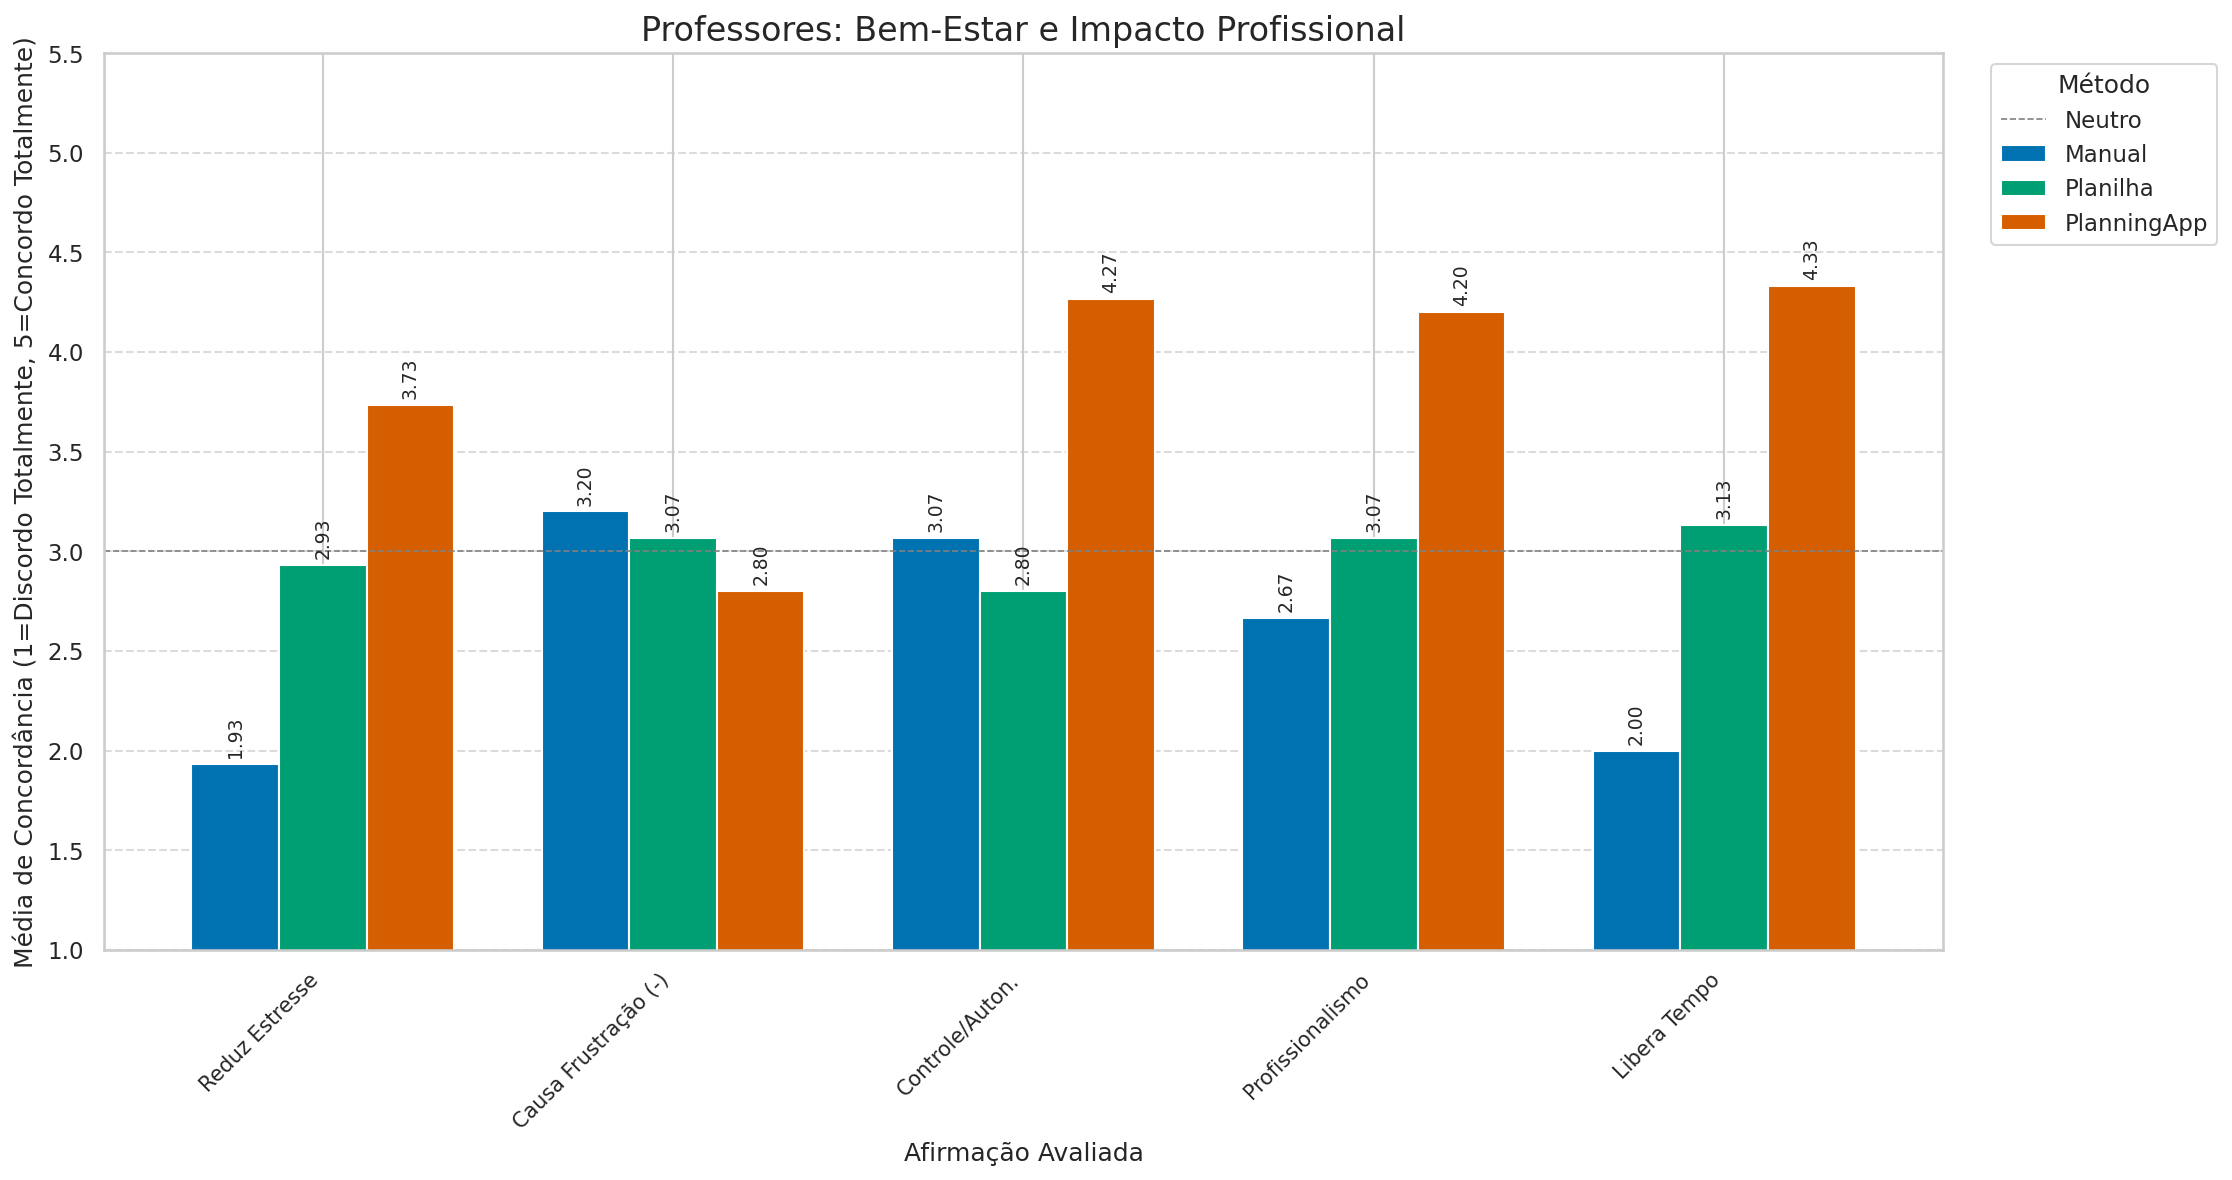 Professores: Bem-Estar e Impacto Profissional
Média de Concordância (1=Discordo Totalmente, 5=Concordo Totalmente)
5.5
5.0
4.5
4.0
3.5
3.0
2.5
2.0
1.5
1.0
1.93
2.93
3.73
3.20
3.07
2.80
3.07
2.80
4.27
2.67
3.07
4.20
2.00
3.13
4.33
Reduz Estresse
Causa Frustração (-)
Controle/Auton.
Profissionalismo
Libera Tempo
Afirmação Avaliada
Método
Neutro
Manual
Planilha
PlanningApp